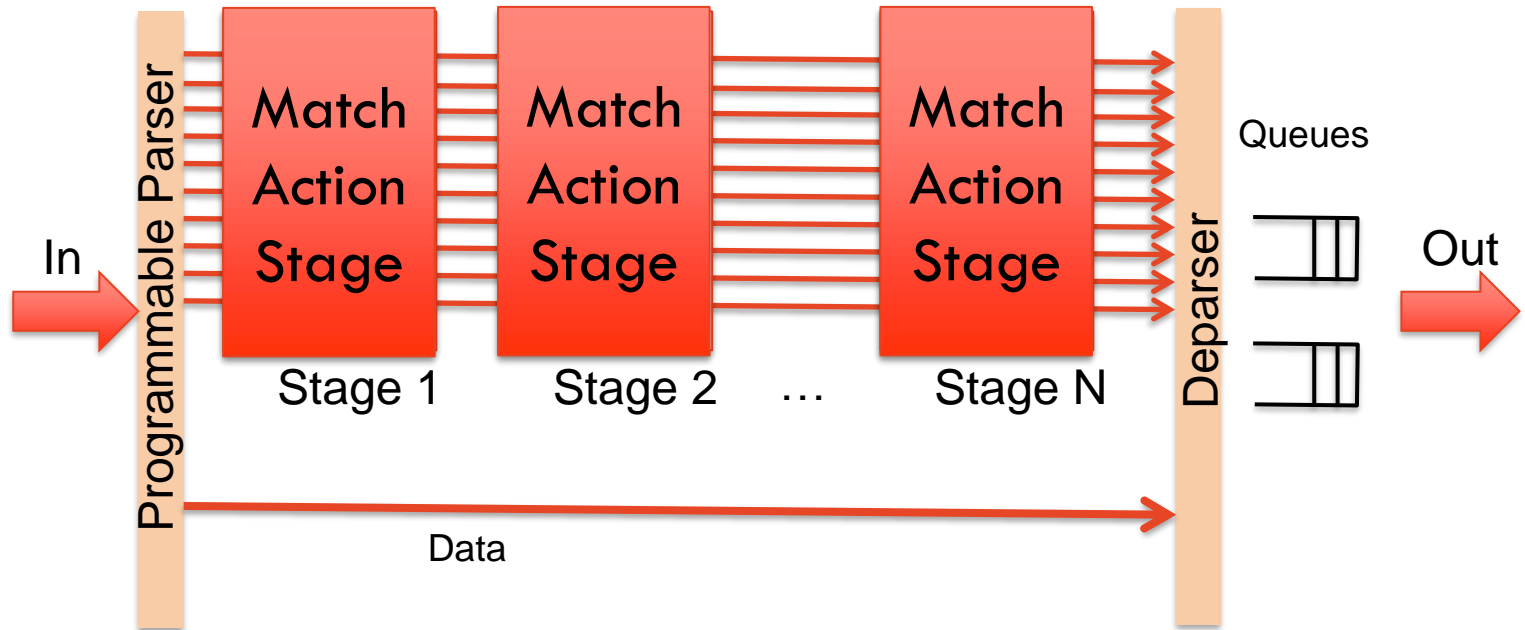 In
Programmable Parser
Match
Action
Stage
Stage 1
Match
Action
Stage
Stage 2
...
Match
Action
Stage
Stage N
Data
Deparser
Queues
Out